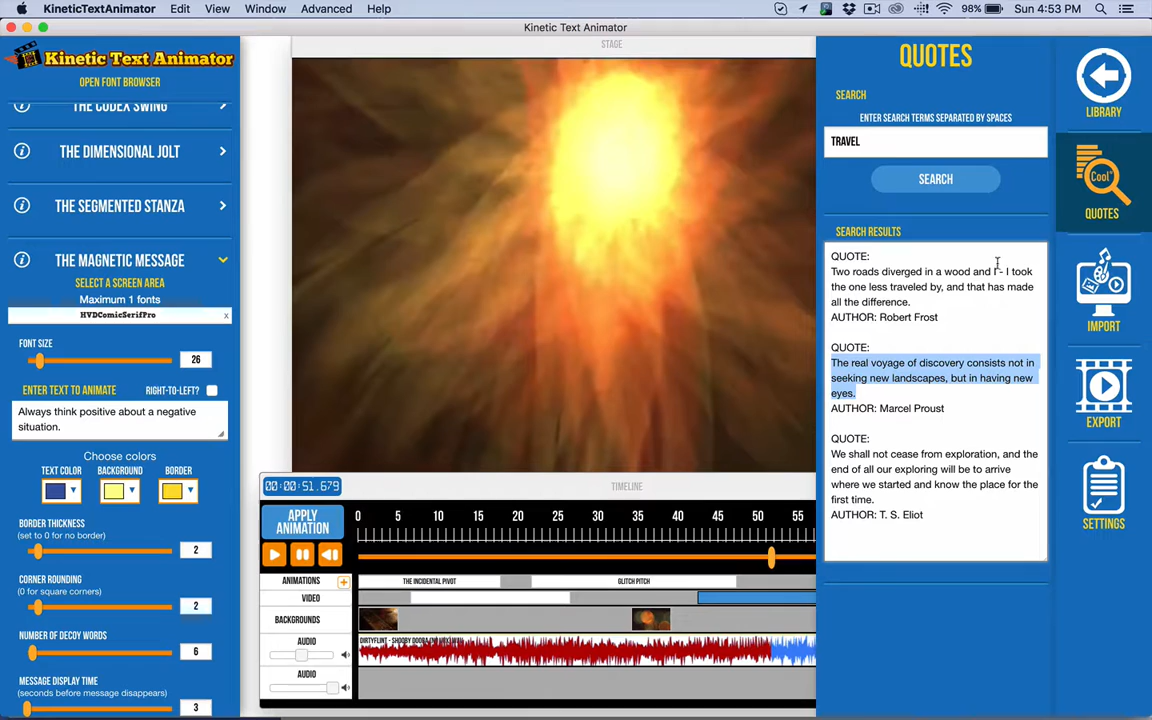 KineticTextAnimator Edit View Window Advanced Help 98% Sun 4:53 PM
Kinetic Text Animator
Kinetic Text Animator
OPEN FONT BROWSER
THE CODEX SWING
THE DIMENSIONAL JOLT
THE SEGMENTED STANZA
THE MAGNETIC MESSAGE
SELECT A SCREEN AREA
Maximum 1 fonts
HVDComicSerifPro x
FONT SIZE
26
ENTER TEXT TO ANIMATE RIGHT-TO-LEFT?
Always think positive about a negative
situation.
Choose colors
TEXT COLOR BACKGROUND BORDER
BORDER THICKNESS
(set to 0 for no border)
2
CORNER ROUNDING
(0 for square corners)
2
NUMBER OF DECOY WORDS
6
MESSAGE DISPLAY TIME
(seconds before message disappears)
3
STAGE
00:00:51.679
TIMELINE
APPLY
ANIMATION
0 5 10 15 20 25 30 35 40 45 50 55
ANIMATIONS + THE INCIDENTAL PIVOT GLITCH PITCH
VIDEO
BACKGROUNDS
AUDIO
AUDIO
QUOTES
SEARCH
ENTER SEARCH TERMS SEPARATED BY SPACES
TRAVEL
SEARCH
SEARCH RESULTS
QUOTE:
Two roads diverged in a wood and I - I took
the one less traveled by, and that has made
all the difference.
AUTHOR: Robert Frost
QUOTE:
The real voyage of discovery consists not in
seeking new landscapes, but in having new
eyes.
AUTHOR: Marcel Proust
QUOTE:
We shall not cease from exploration, and the
end of all our exploring will be to arrive
where we started and know the place for the
first time.
AUTHOR: T. S. Eliot
LIBRARY
Cool"
QUOTES
IMPORT
EXPORT
SETTINGS